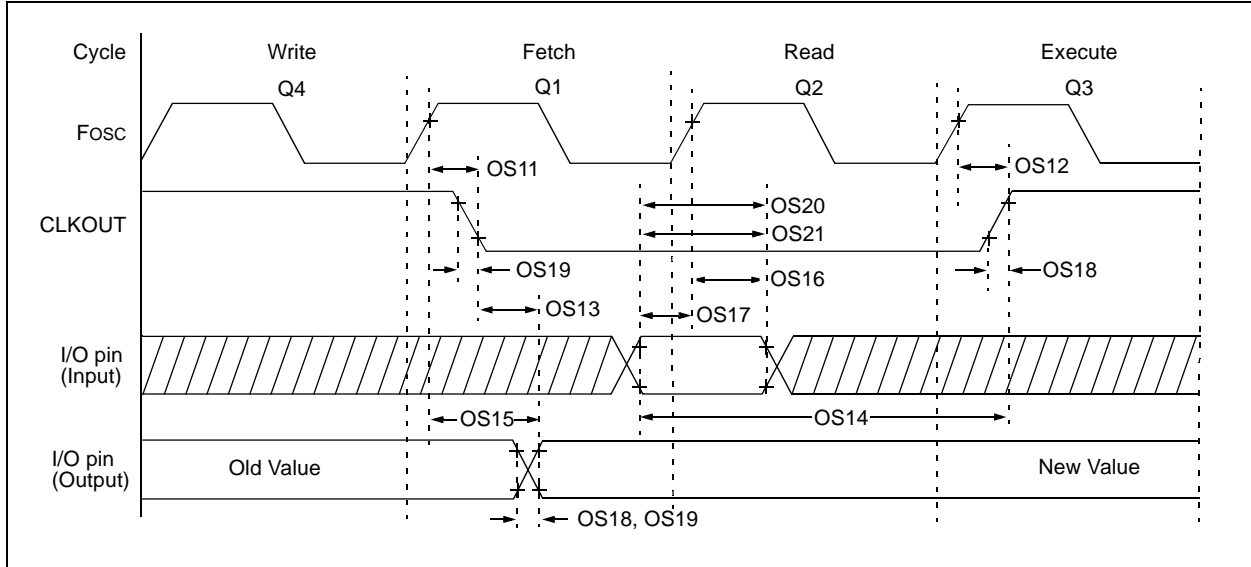 Cycle Write Fetch Read Execute
Q4 Q1 Q2 Q3
FOSC
OS11 OS12
CLKOUT
OS20
OS21
OS19 OS16 OS18
OS13 OS17
I/O pin
(Input)
OS15 OS14
I/O pin
(Output)
Old Value New Value
OS18, OS19